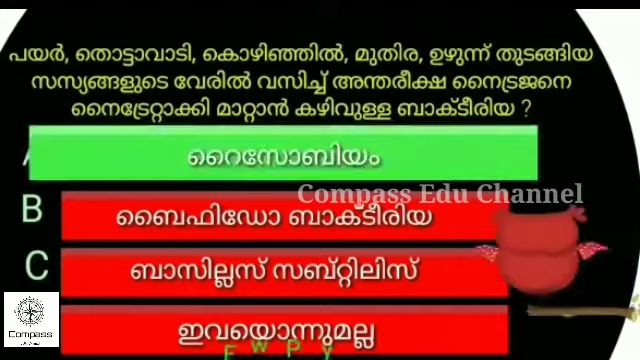 പയർ, തൊട്ടാവാടി, കൊഴിഞ്ഞിൽ, മുതിര, ഉഴുന്ന് തുടങ്ങിയ
സസ്യങ്ങളുടെ വേരിൽ വസിച്ച് അന്തരീക്ഷ നൈട്രജനെ
നൈട്രേറ്റാക്കി മാറ്റാൻ കഴിവുള്ള ബാക്ടീരിയ ?
റൈസോബിയം
Compass Edu Channel
B ബൈഫിഡോ ബാക്ടീരിയ
C ബാസില്ലസ് സബ്റ്റിലിസ്
ഇവയൊന്നുമല്ല
Compass